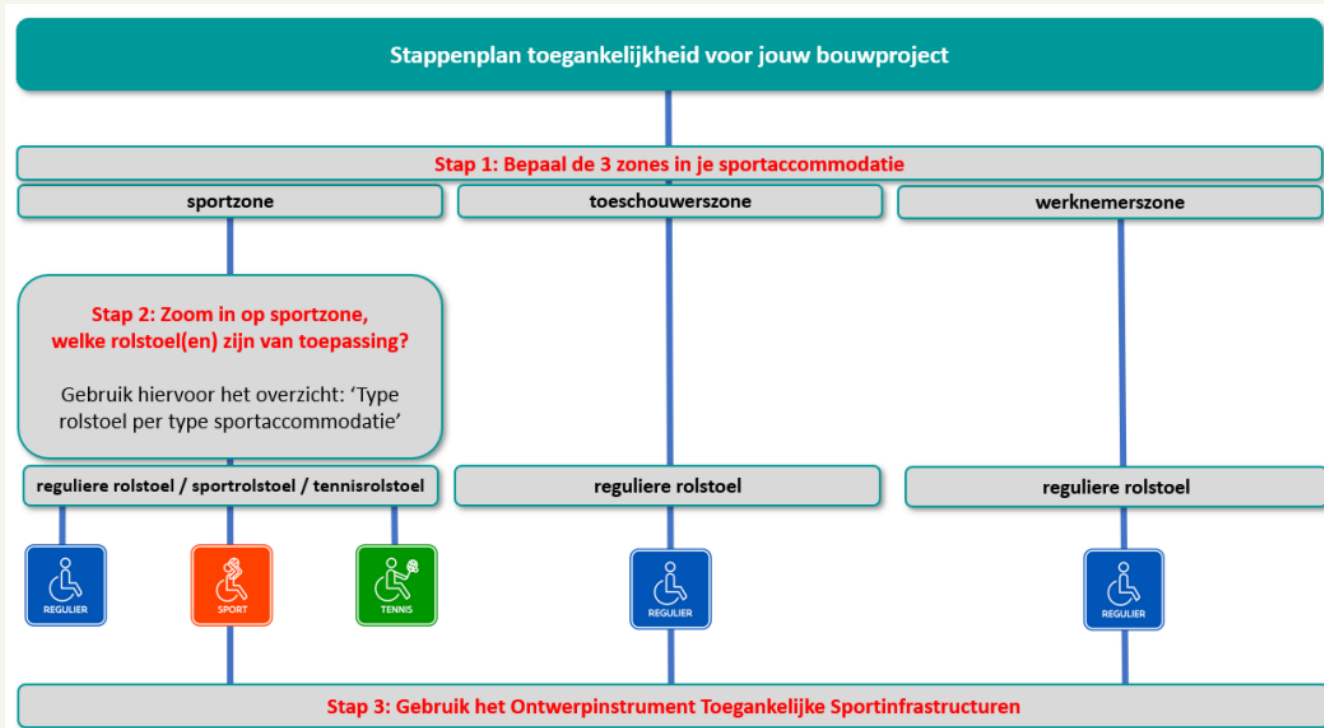 Stappenplan toegankelijkheid voor jouw bouwproject
Stap 1: Bepaal de 3 zones in je sportaccommodatie
sportzone
toeschouwerszone
werknemerszone
Stap 2: Zoom in op sportzone,
welke rolstoel(en) zijn van toepassing?
Gebruik hiervoor het overzicht: ‘Type
rolstoel per type sportaccommodatie’
reguliere rolstoel / sportrolstoel / tennisrolstoel
reguliere rolstoel
reguliere rolstoel
REGULIER
SPORT
TENNIS
REGULIER
REGULIER
Stap 3: Gebruik het Ontwerpinstrument Toegankelijke Sportinfrastructuren